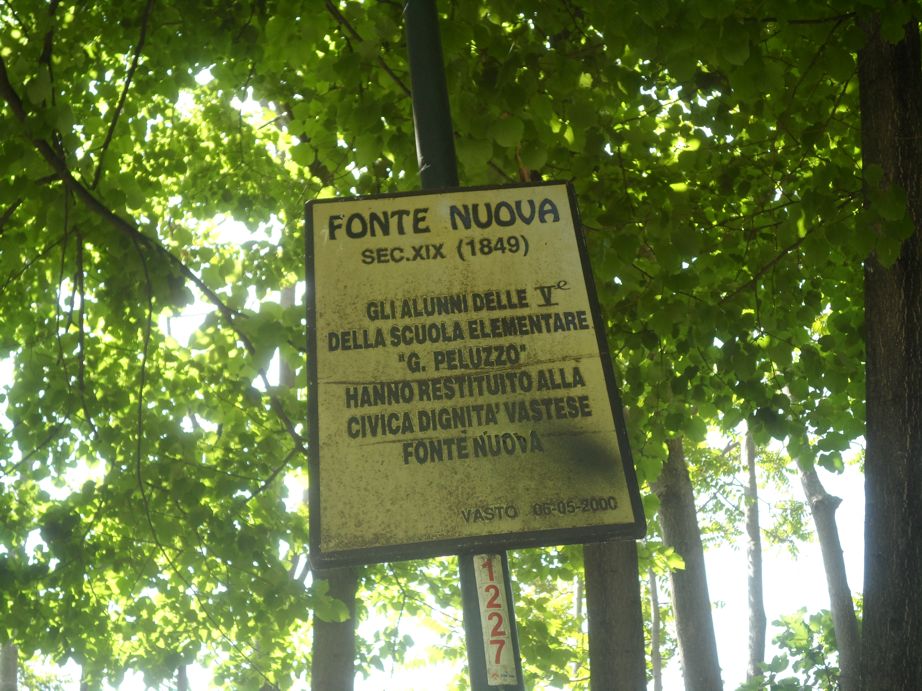 FONTE NUOVA
SEC.XIX (1849)
GLI ALUNNI DELLE Ve
DELLA SCUOLA ELEMENTARE
"G. PELUZZO"
HANNO RESTITUITO ALLA
CIVICA DIGNITA' VASTESE
FONTE NUOVA
VASTO 06-05-2000
1227